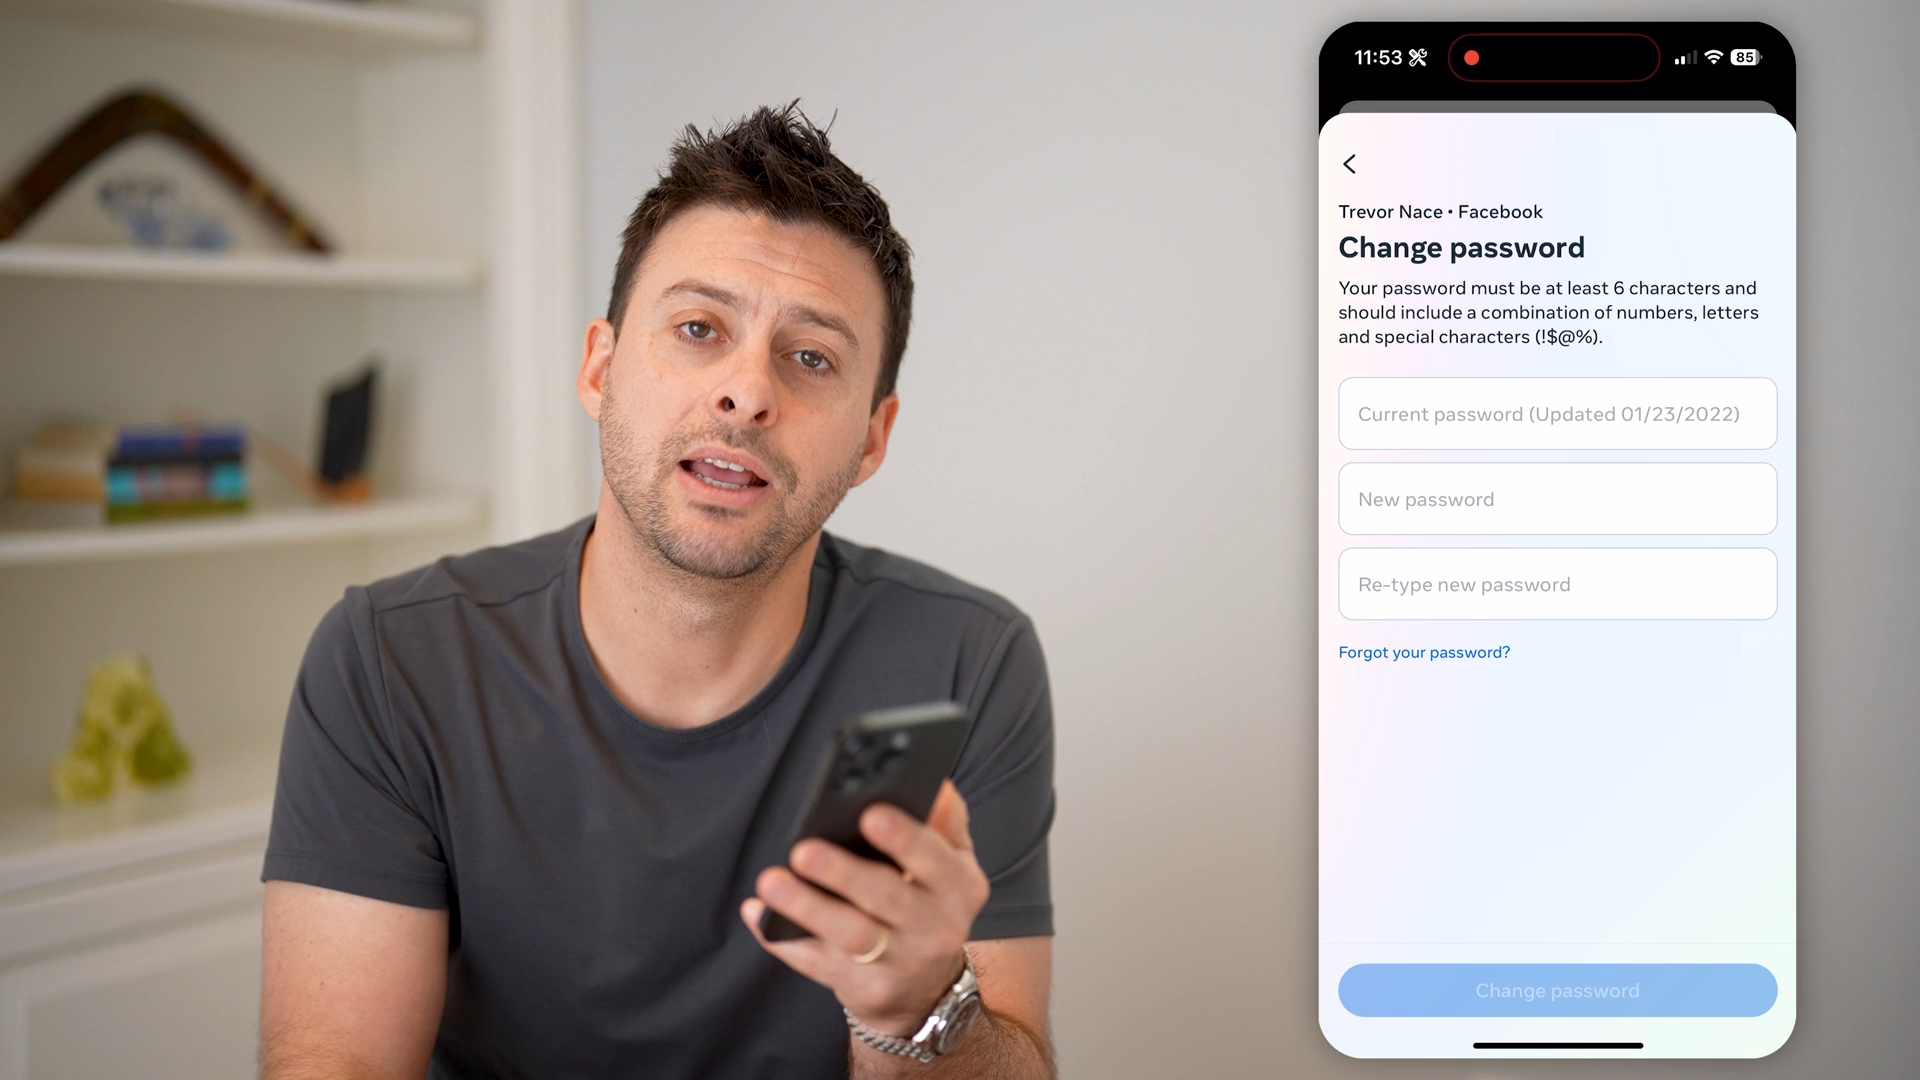 11:53
85
Trevor Nace • Facebook
Change password
Your password must be at least 6 characters and
should include a combination of numbers, letters
and special characters (!$@%).
Current password (Updated 01/23/2022)
New password
Re-type new password
Forgot your password?
Change password